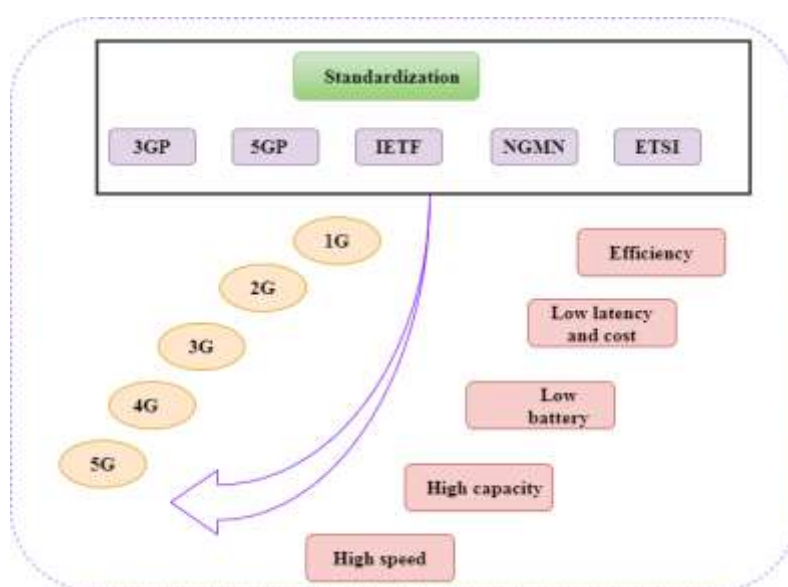 Standardization
3GP
5GP
IETF
NGMN
ETSI
1G
2G
3G
4G
5G
Efficiency
Low latency
and cost
Low
battery
High capacity
High speed